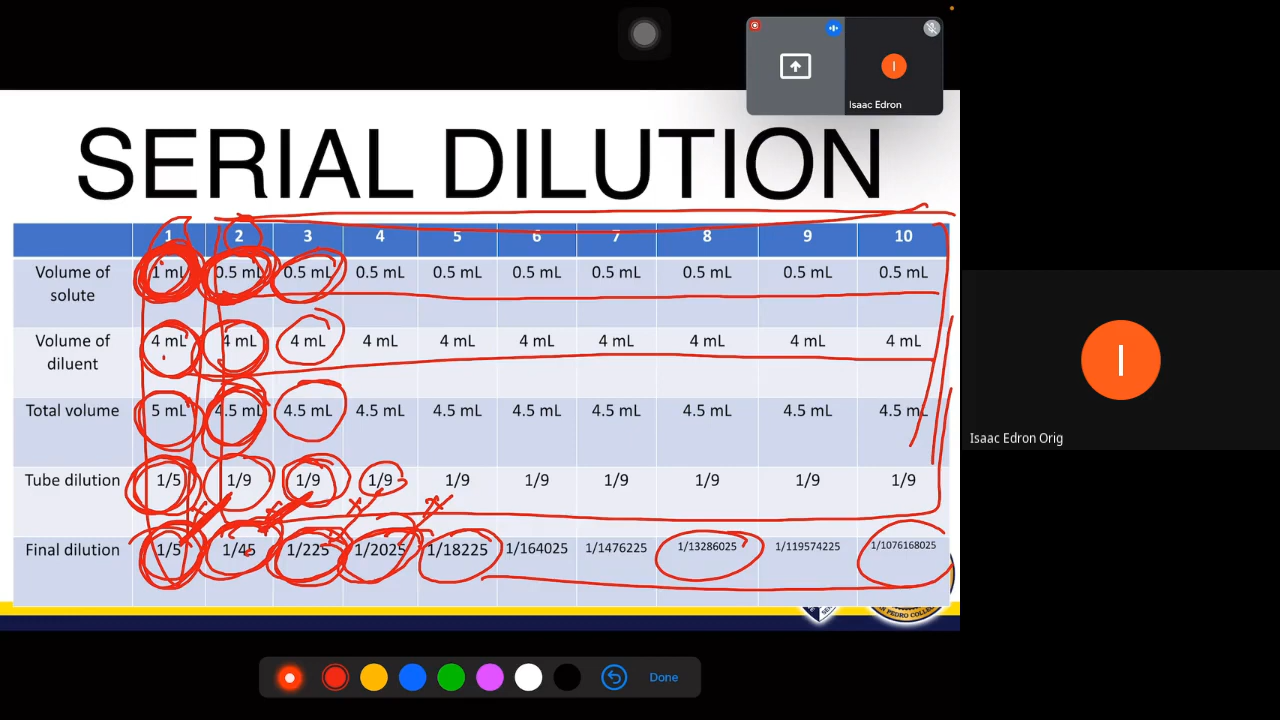 I
Isaac Edron
SERIAL DILUTION
1 2 3 4 5 6 7 8 9 10
Volume of solute 1 mL 0.5 mL 0.5 mL 0.5 mL 0.5 mL 0.5 mL 0.5 mL 0.5 mL 0.5 mL 0.5 mL
Volume of diluent 4 mL 4 mL 4 mL 4 mL 4 mL 4 mL 4 mL 4 mL 4 mL 4 mL
Total volume 5 mL 4.5 mL 4.5 mL 4.5 mL 4.5 mL 4.5 mL 4.5 mL 4.5 mL 4.5 mL 4.5 mL
Tube dilution 1/5 1/9 1/9 1/9 1/9 1/9 1/9 1/9 1/9 1/9
Final dilution 1/5 1/45 1/225 1/2025 1/18225 1/164025 1/1476225 1/13286025 1/119574225 1/1076168025
I
Isaac Edron Orig
PEDRO COLLEG
Done